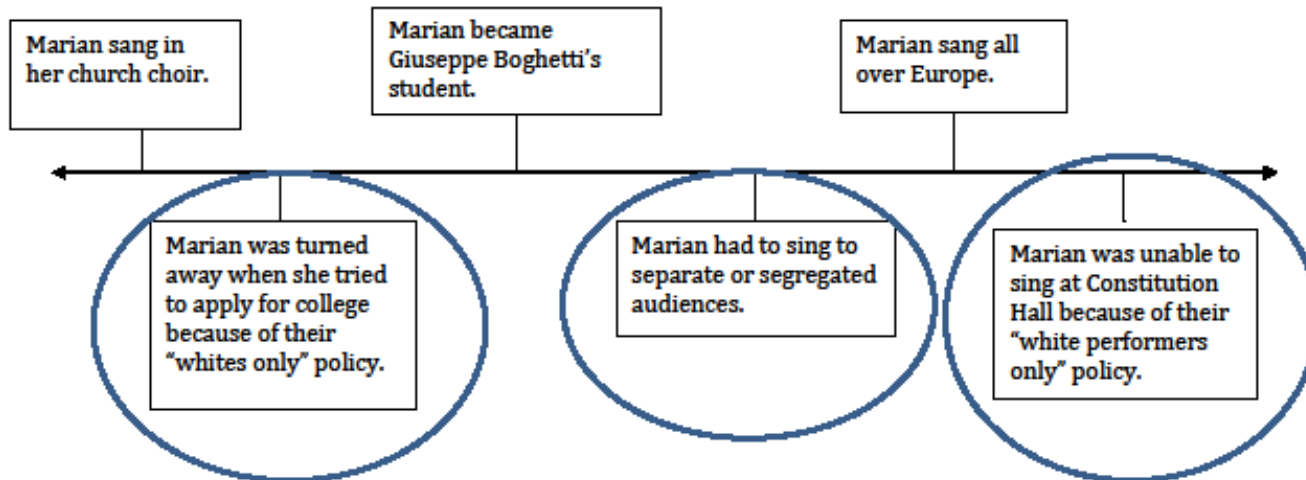 Marian sang in
her church choir.
Marian became
Giuseppe Boghetti’s
student.
Marian sang all
over Europe.
Marian was turned
away when she tried
to apply for college
because of their
“whites only” policy.
Marian had to sing to
separate or segregated
audiences.
Marian was unable to
sing at Constitution
Hall because of their
“white performers
only” policy.